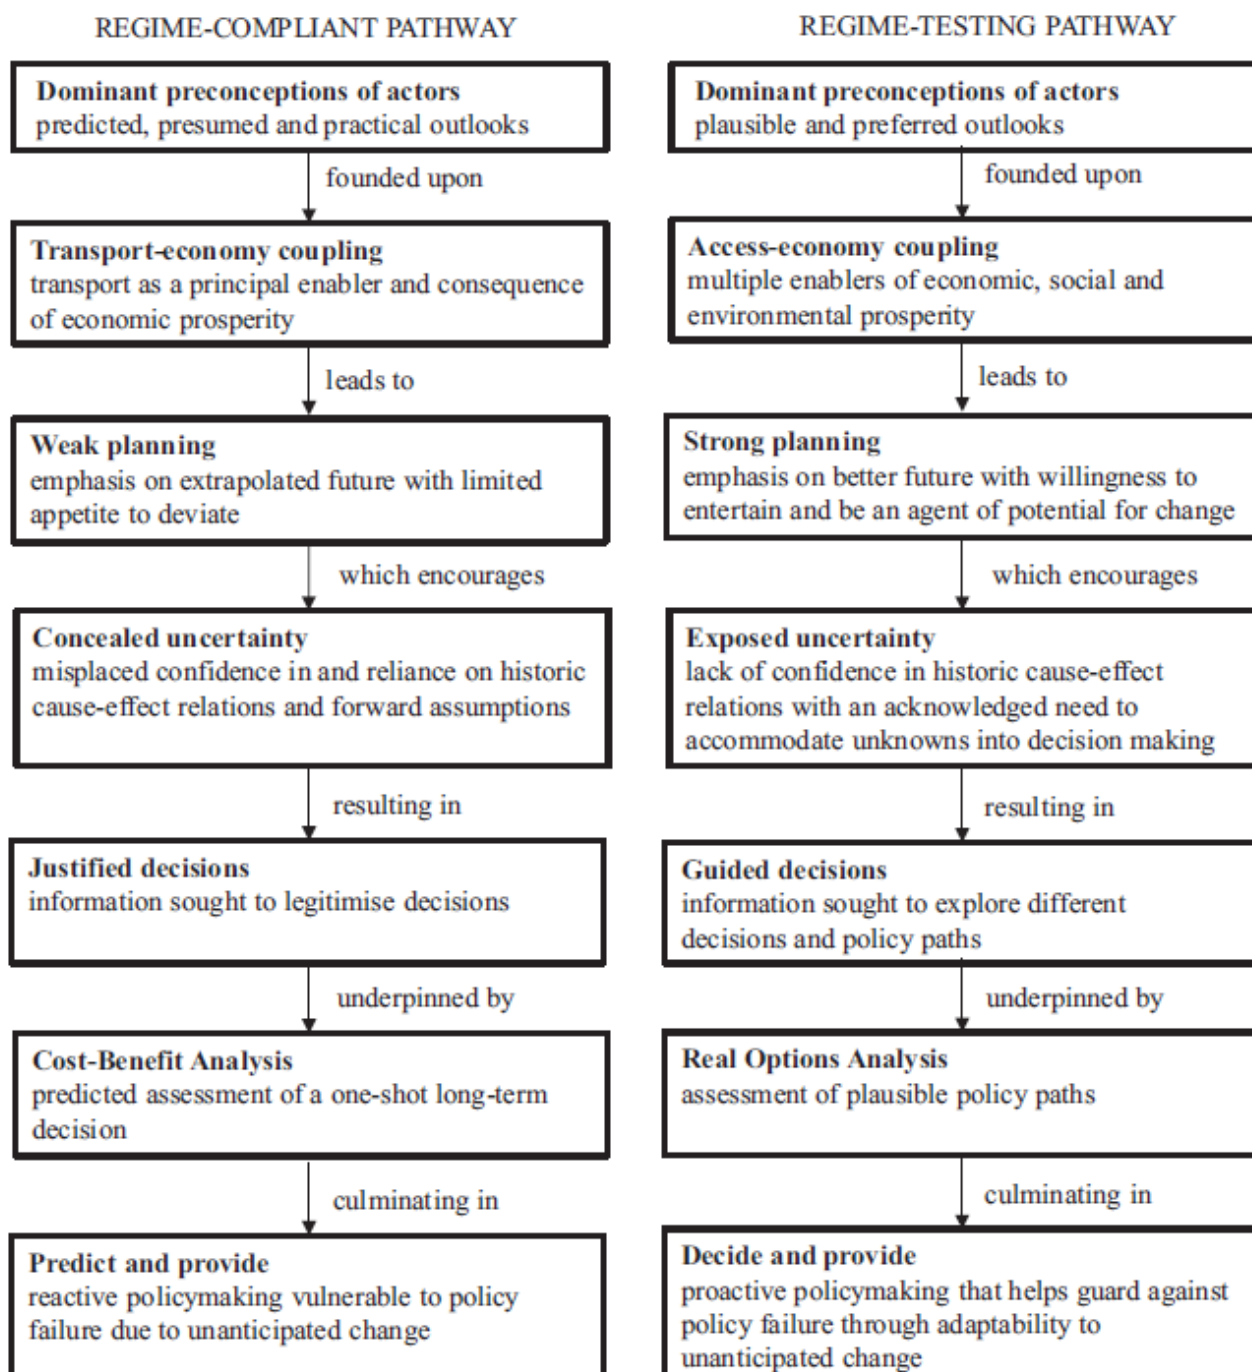 REGIME-COMPLIANT PATHWAY
Dominant preconceptions of actors
predicted, presumed and practical outlooks
founded upon
Transport-economy coupling
transport as a principal enabler and consequence
of economic prosperity
leads to
Weak planning
emphasis on extrapolated future with limited
appetite to deviate
which encourages
Concealed uncertainty
misplaced confidence in and reliance on historic
cause-effect relations and forward assumptions
resulting in
Justified decisions
information sought to legitimise decisions
underpinned by
Cost-Benefit Analysis
predicted assessment of a one-shot long-term
decision
culminating in
Predict and provide
reactive policymaking vulnerable to policy
failure due to unanticipated change
REGIME-TESTING PATHWAY
Dominant preconceptions of actors
plausible and preferred outlooks
founded upon
Access-economy coupling
multiple enablers of economic, social and
environmental prosperity
leads to
Strong planning
emphasis on better future with willingness to
entertain and be an agent of potential for change
which encourages
Exposed uncertainty
lack of confidence in historic cause-effect
relations with an acknowledged need to
accommodate unknowns into decision making
resulting in
Guided decisions
information sought to explore different
decisions and policy paths
underpinned by
Real Options Analysis
assessment of plausible policy paths
culminating in
Decide and provide
proactive policymaking that helps guard against
policy failure through adaptability to
unanticipated change